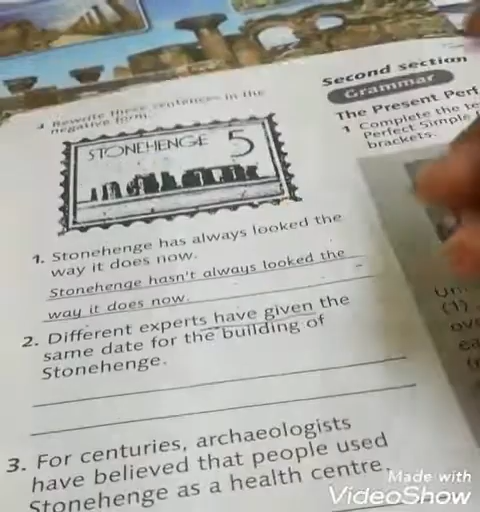 4 Rewrite these sentences in the
negative form.
STONEHENGE 5
1. Stonehenge has always looked the
way it does now.
Stonehenge hasn't always looked the
way it does now.
2. Different experts have given the
same date for the building of
Stonehenge.
3. For centuries, archaeologists
have believed that people used
Stonehenge as a health centre.
Second section
Grammar
The Present Perf
1 Complete the te
Perfect Simple
brackets.
(1)
Made with
VideoShow